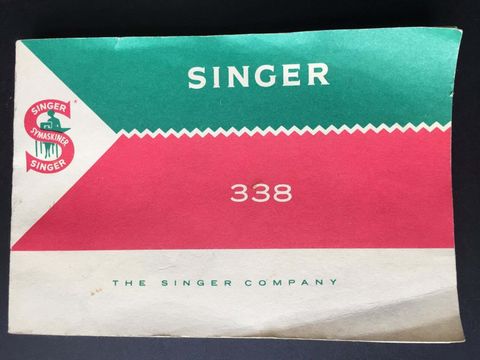 SINGER
SINGER
SYMASKINER
SINGER
338
THE SINGER COMPANY